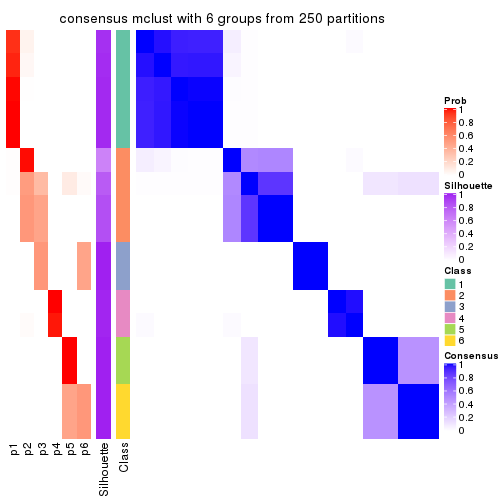 consensus mclust with 6 groups from 250 partitions
Prob
1
0.8
0.6
0.4
0.2
0
Silhouette
1
0.8
0.6
0.4
0.2
0
Class
1
2
3
4
5
6
Consensus
1
0.8
0.6
0.4
0.2
0
p1
p2
p3
p4
p5
p6
Silhouette
Class